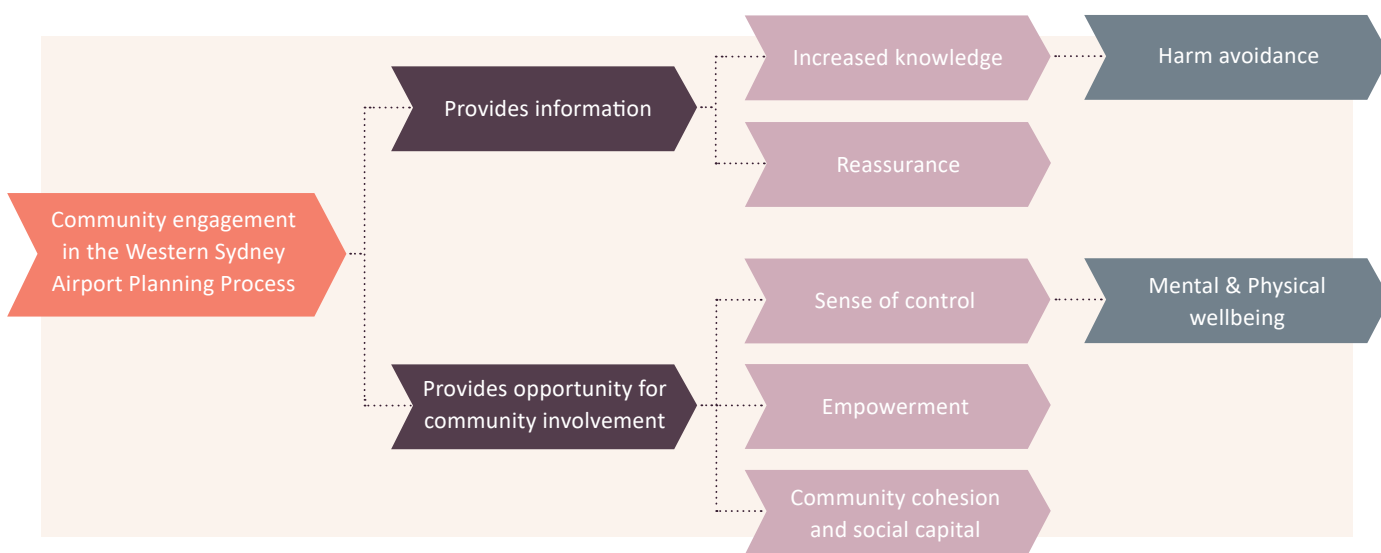 Community engagement
in the Western Sydney
Airport Planning Process
Provides information
Increased knowledge
Harm avoidance
Reassurance
Provides opportunity for
community involvement
Sense of control
Mental & Physical
wellbeing
Empowerment
Community cohesion
and social capital